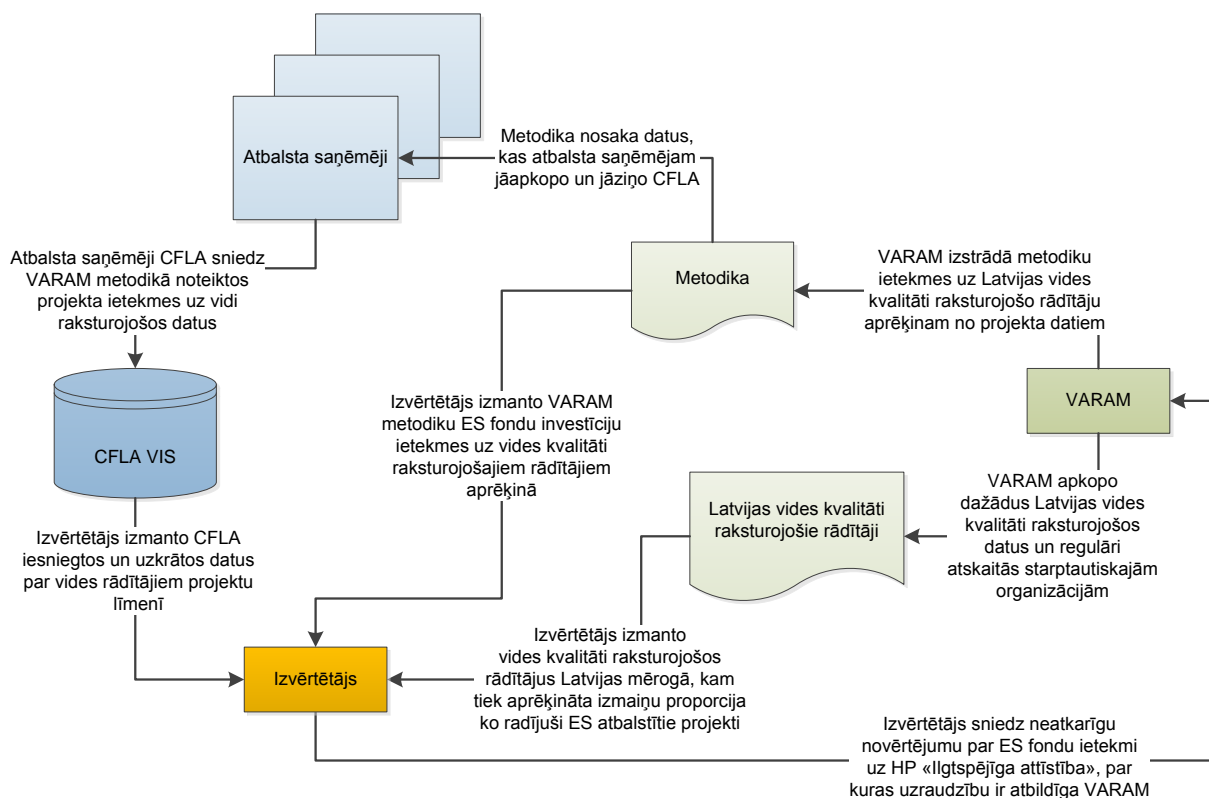 Atbalsta saņēmēji
Metodika nosaka datus,
kas atbalsta saņēmējam
jāapkopo un jāziņo CFLA
Atbalsta saņēmēji CFLA sniedz
VARAM metodikā noteiktos
projekta ietekmes uz vidi
raksturojošos datus
Metodika
VARAM izstrādā metodiku
ietekmes uz Latvijas vides
kvalitāti raksturojošo rādītāju
aprēķinam no projekta datiem
VARAM
CFLA VIS
Izvērtētājs izmanto VARAM
metodiku ES fondu investīciju
ietekmes uz vides kvalitāti
raksturojošajiem rādītājiem
aprēķinā
Latvijas vides kvalitāti
raksturojošie rādītāji
VARAM apkopo
dažādus Latvijas vides
kvalitāti raksturojošos
datus un regulāri
atskaitās starptautiskajām
organizācijām
Izvērtētājs izmanto CFLA
iesniegtos un uzkrātos datus
par vides rādītājiem projektu
līmenī
Izvērtētājs
Izvērtētājs izmanto
vides kvalitāti raksturojošos
rādītājus Latvijas mērogā, kam
tiek aprēķināta izmaiņu proporcija
ko radījuši ES atbalstītie projekti
Izvērtētājs sniedz neatkarīgu
novērtējumu par ES fondu ietekmi
uz HP «Ilgtspējīga attīstība», par
kuras uzraudzību ir atbildīga VARAM